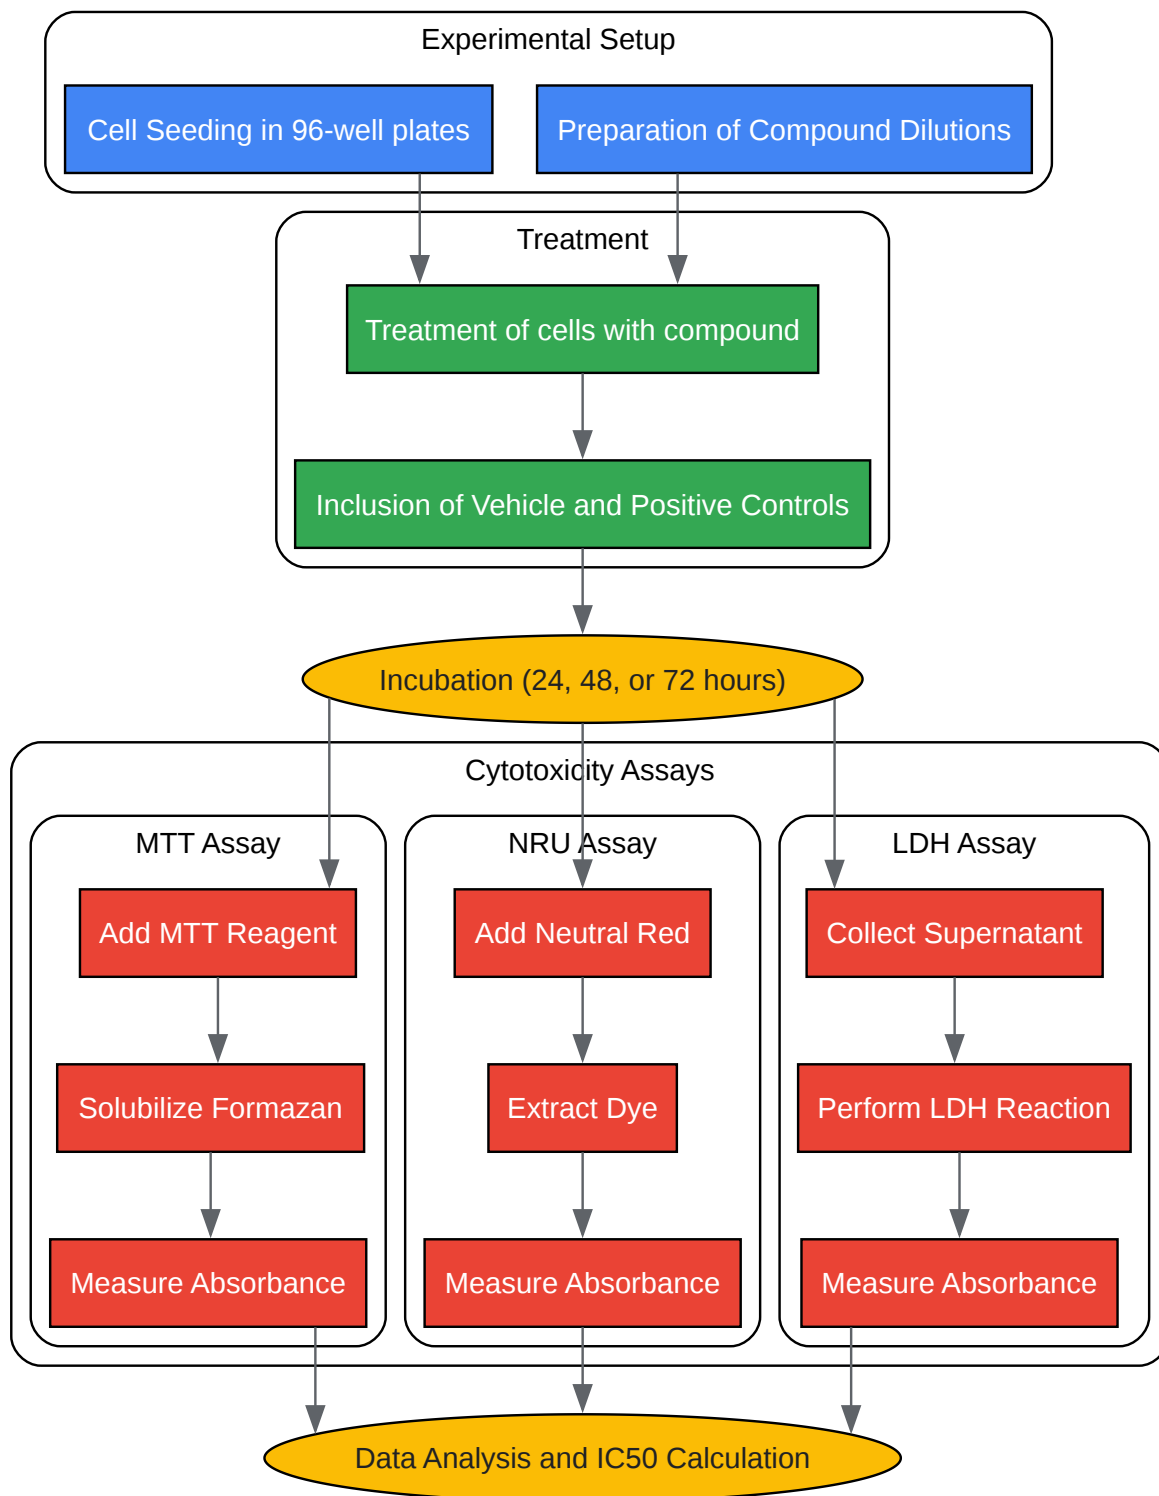 Experimental Setup
Cell Seeding in 96-well plates
Preparation of Compound Dilutions
Treatment
Treatment of cells with compound
Inclusion of Vehicle and Positive Controls
Incubation (24, 48, or 72 hours)
Cytotoxicity Assays
MTT Assay
Add MTT Reagent
Solubilize Formazan
Measure Absorbance
NRU Assay
Add Neutral Red
Extract Dye
Measure Absorbance
LDH Assay
Collect Supernatant
Perform LDH Reaction
Measure Absorbance
Data Analysis and IC50 Calculation